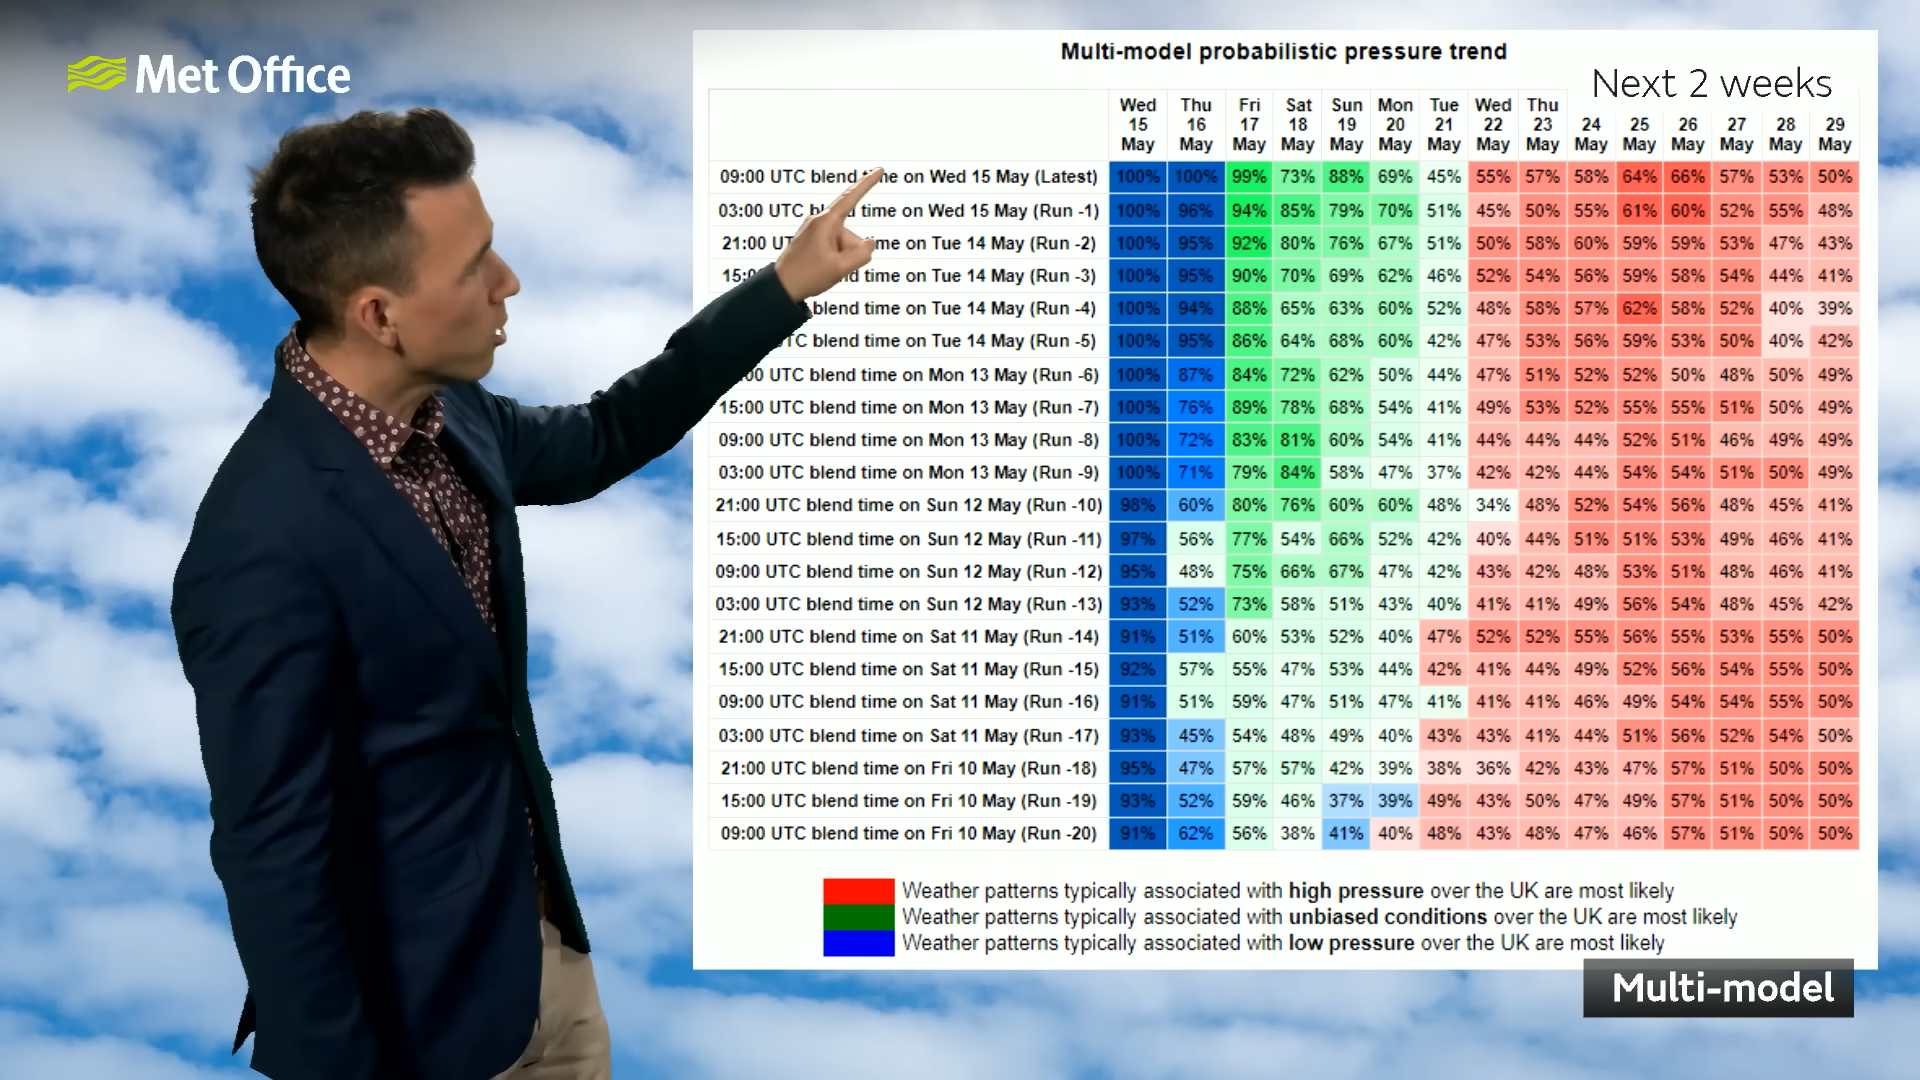 Met Office
Multi-model probabilistic pressure trend
Next 2 weeks
Wed 15 May Thu 16 May Fri 17 May Sat 18 May Sun 19 May Mon 20 May Tue 21 May Wed 22 May Thu 23 May 24 May 25 May 26 May 27 May 28 May 29 May
09:00 UTC blend time on Wed 15 May (Latest) 100% 100% 99% 73% 88% 69% 45% 55% 57% 58% 64% 66% 57% 53% 50%
03:00 UTC blend time on Wed 15 May (Run -1) 100% 96% 94% 85% 79% 70% 51% 45% 50% 55% 61% 60% 52% 55% 48%
21:00 UT me on Tue 14 May (Run -2) 100% 95% 92% 80% 76% 67% 51% 50% 58% 60% 59% 59% 53% 47% 43%
15:0 d time on Tue 14 May (Run -3) 100% 95% 90% 70% 69% 62% 46% 52% 54% 56% 59% 58% 54% 44% 41%
blend time on Tue 14 May (Run -4) 100% 94% 88% 65% 63% 60% 52% 48% 58% 57% 62% 58% 52% 40% 39%
TC blend time on Tue 14 May (Run -5) 100% 95% 86% 64% 68% 60% 42% 47% 53% 56% 59% 53% 50% 40% 42%
:00 UTC blend time on Mon 13 May (Run -6) 100% 87% 84% 72% 62% 50% 44% 47% 51% 52% 52% 50% 48% 50% 49%
15:00 UTC blend time on Mon 13 May (Run -7) 100% 76% 89% 78% 68% 54% 41% 49% 53% 52% 55% 55% 51% 50% 49%
09:00 UTC blend time on Mon 13 May (Run -8) 100% 72% 83% 81% 60% 54% 41% 44% 44% 44% 52% 51% 46% 49% 49%
03:00 UTC blend time on Mon 13 May (Run -9) 100% 71% 79% 84% 58% 47% 37% 42% 42% 44% 54% 54% 51% 50% 49%
21:00 UTC blend time on Sun 12 May (Run -10) 98% 60% 80% 76% 60% 60% 48% 34% 48% 52% 54% 56% 48% 45% 41%
15:00 UTC blend time on Sun 12 May (Run -11) 97% 56% 77% 54% 66% 52% 42% 40% 44% 51% 51% 53% 49% 46% 41%
09:00 UTC blend time on Sun 12 May (Run -12) 95% 48% 75% 66% 67% 47% 42% 43% 42% 48% 53% 51% 48% 46% 41%
03:00 UTC blend time on Sun 12 May (Run -13) 93% 52% 73% 58% 51% 43% 40% 41% 41% 49% 56% 54% 48% 45% 42%
21:00 UTC blend time on Sat 11 May (Run -14) 91% 51% 60% 53% 52% 40% 47% 52% 52% 55% 56% 55% 53% 55% 50%
15:00 UTC blend time on Sat 11 May (Run -15) 92% 57% 55% 47% 53% 44% 42% 41% 44% 49% 52% 56% 54% 55% 50%
09:00 UTC blend time on Sat 11 May (Run -16) 91% 51% 59% 47% 51% 47% 41% 41% 41% 46% 49% 54% 54% 55% 50%
03:00 UTC blend time on Sat 11 May (Run -17) 93% 45% 54% 48% 49% 40% 43% 43% 41% 44% 51% 56% 52% 54% 50%
21:00 UTC blend time on Fri 10 May (Run -18) 95% 47% 57% 57% 42% 39% 38% 36% 42% 43% 47% 57% 51% 50% 50%
15:00 UTC blend time on Fri 10 May (Run -19) 93% 52% 59% 46% 37% 39% 49% 43% 50% 47% 49% 57% 51% 50% 50%
09:00 UTC blend time on Fri 10 May (Run -20) 91% 62% 56% 38% 41% 40% 48% 43% 48% 47% 46% 57% 51% 50% 50%
Weather patterns typically associated with high pressure over the UK are most likely
Weather patterns typically associated with unbiased conditions over the UK are most likely
Weather patterns typically associated with low pressure over the UK are most likely
Multi-model